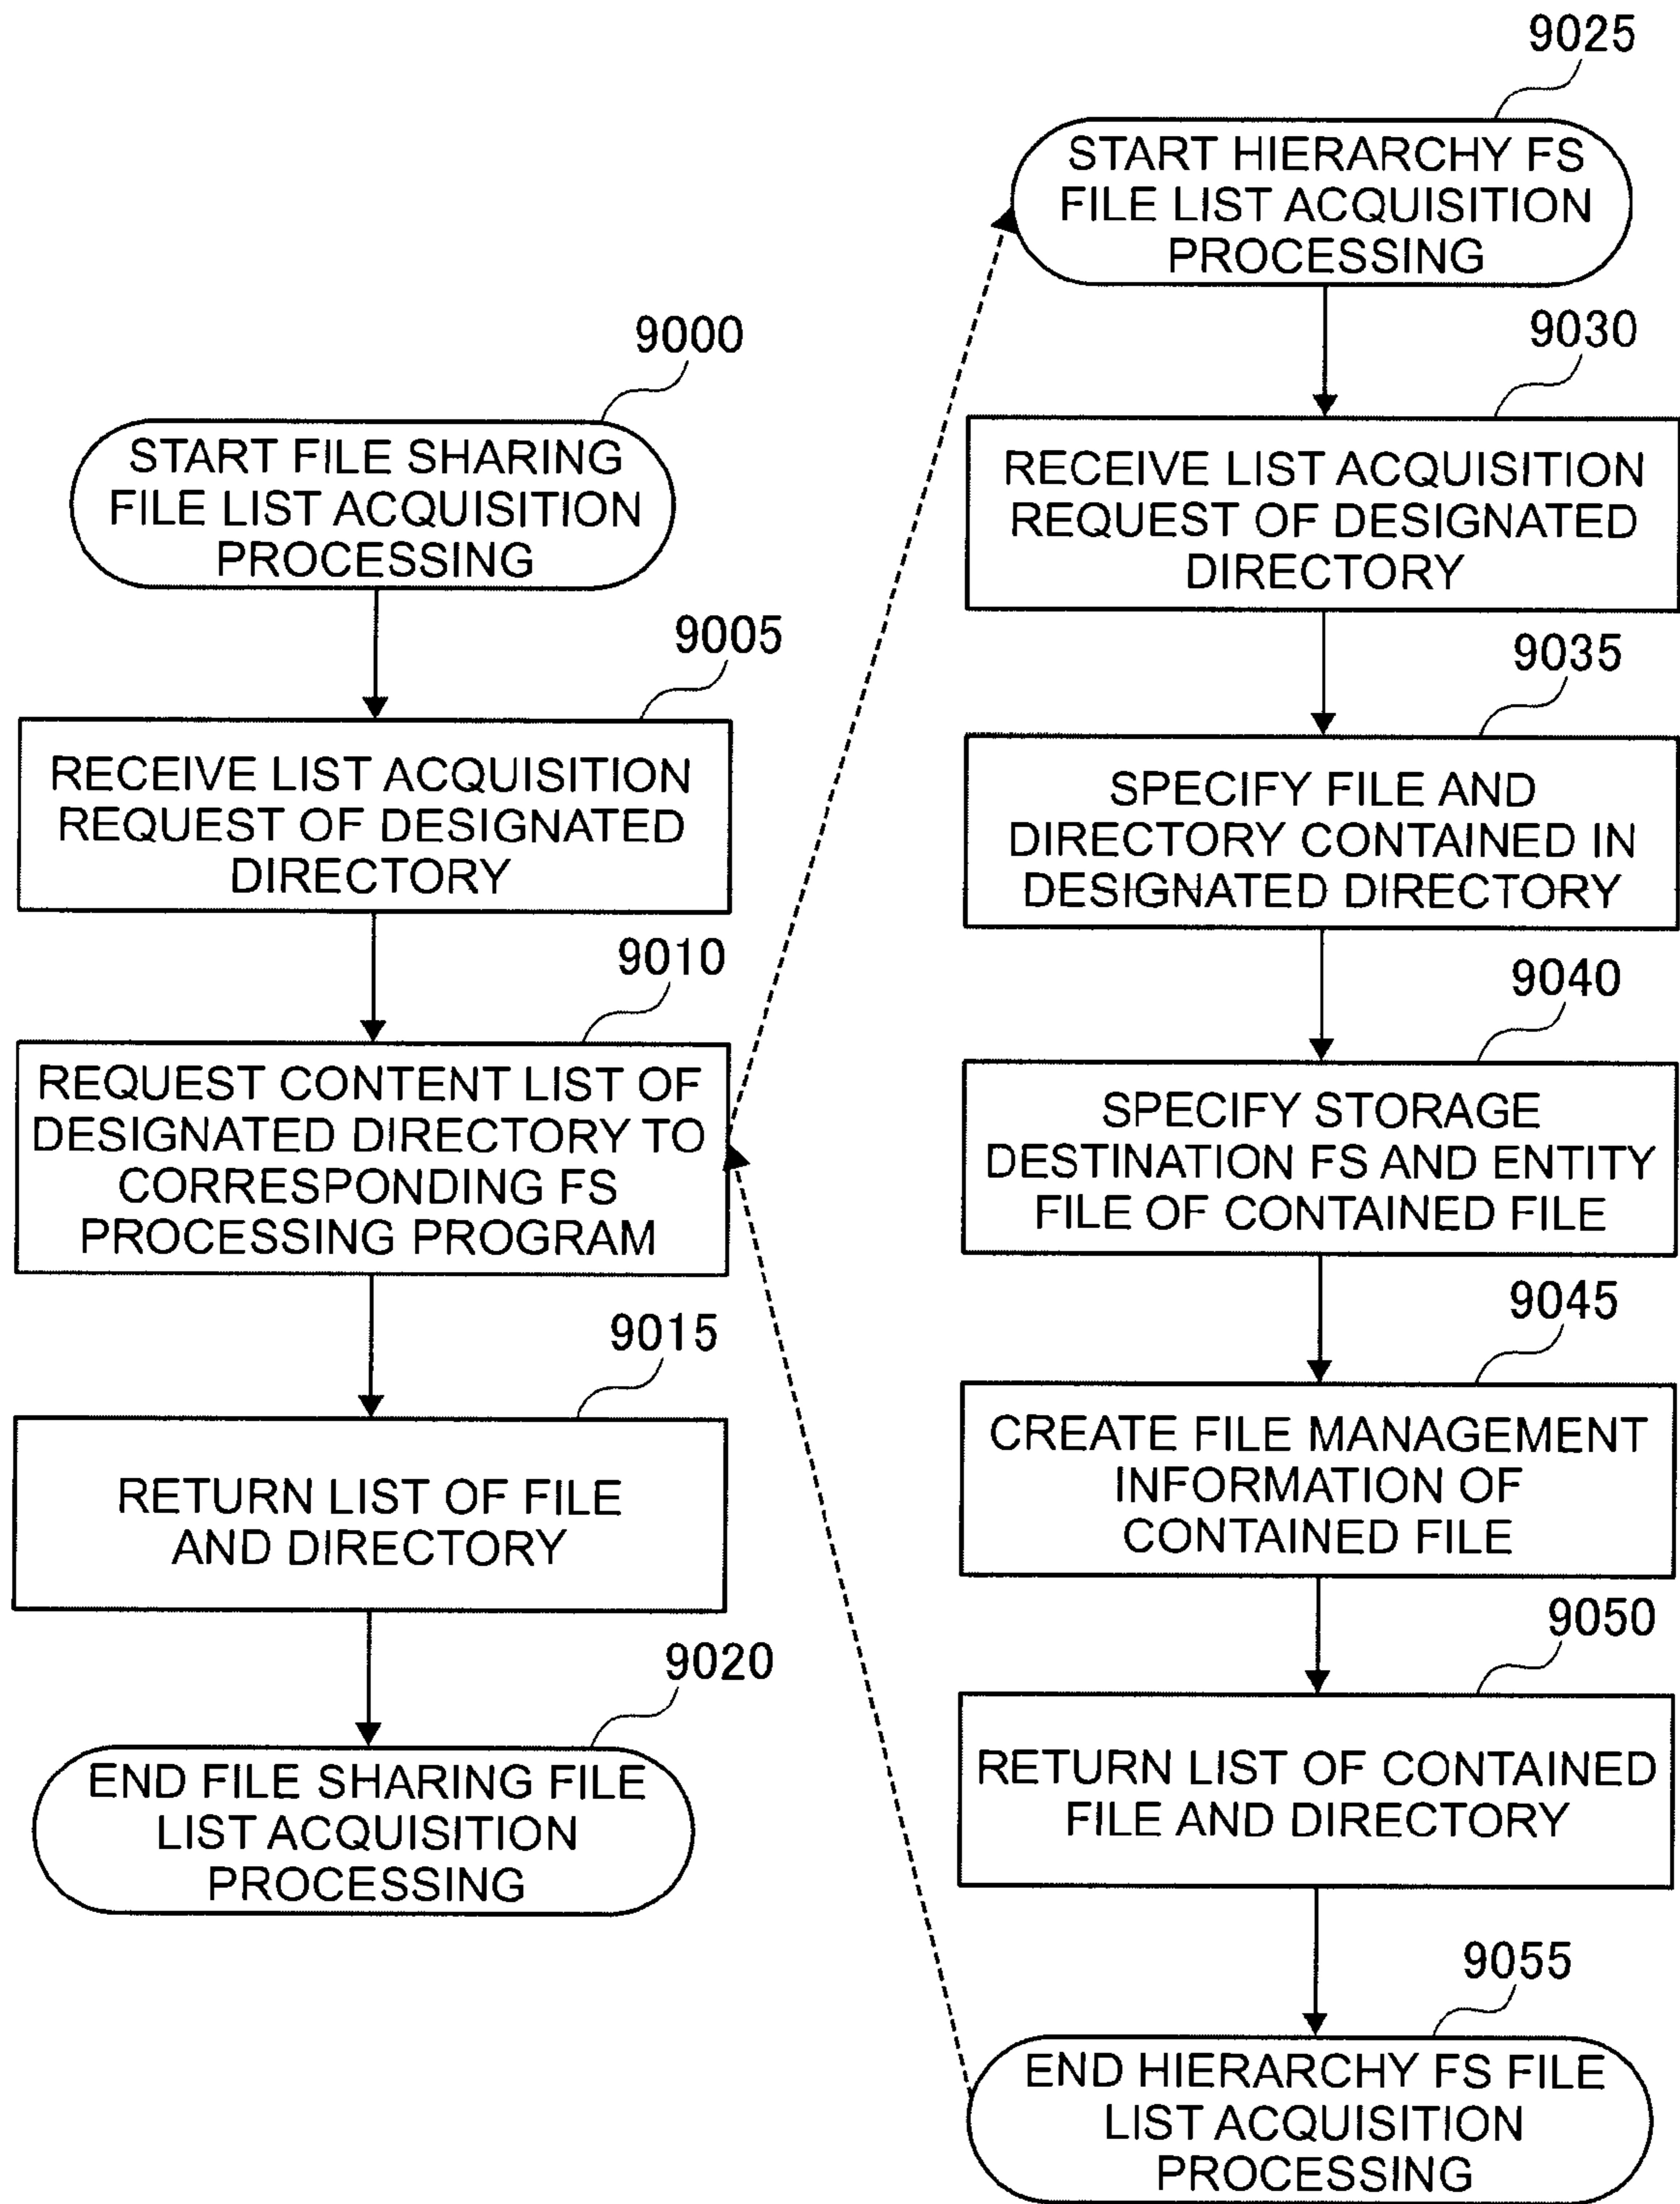 9000
START FILE SHARING
FILE LIST ACQUISITION
PROCESSING
9005
RECEIVE LIST ACQUISITION
REQUEST OF DESIGNATED
DIRECTORY
9010
REQUEST CONTENT LIST OF
DESIGNATED DIRECTORY TO
CORRESPONDING FS
PROCESSING PROGRAM
9015
RETURN LIST OF FILE
AND DIRECTORY
9020
END FILE SHARING FILE
LIST ACQUISITION
PROCESSING
9025
START HIERARCHY FS
FILE LIST ACQUISITION
PROCESSING
9030
RECEIVE LIST ACQUISITION
REQUEST OF DESIGNATED
DIRECTORY
9035
SPECIFY FILE AND
DIRECTORY CONTAINED IN
DESIGNATED DIRECTORY
9040
SPECIFY STORAGE
DESTINATION FS AND ENTITY
FILE OF CONTAINED FILE
9045
CREATE FILE MANAGEMENT
INFORMATION OF
CONTAINED FILE
9050
RETURN LIST OF CONTAINED
FILE AND DIRECTORY
9055
END HIERARCHY FS FILE
LIST ACQUISITION
PROCESSING